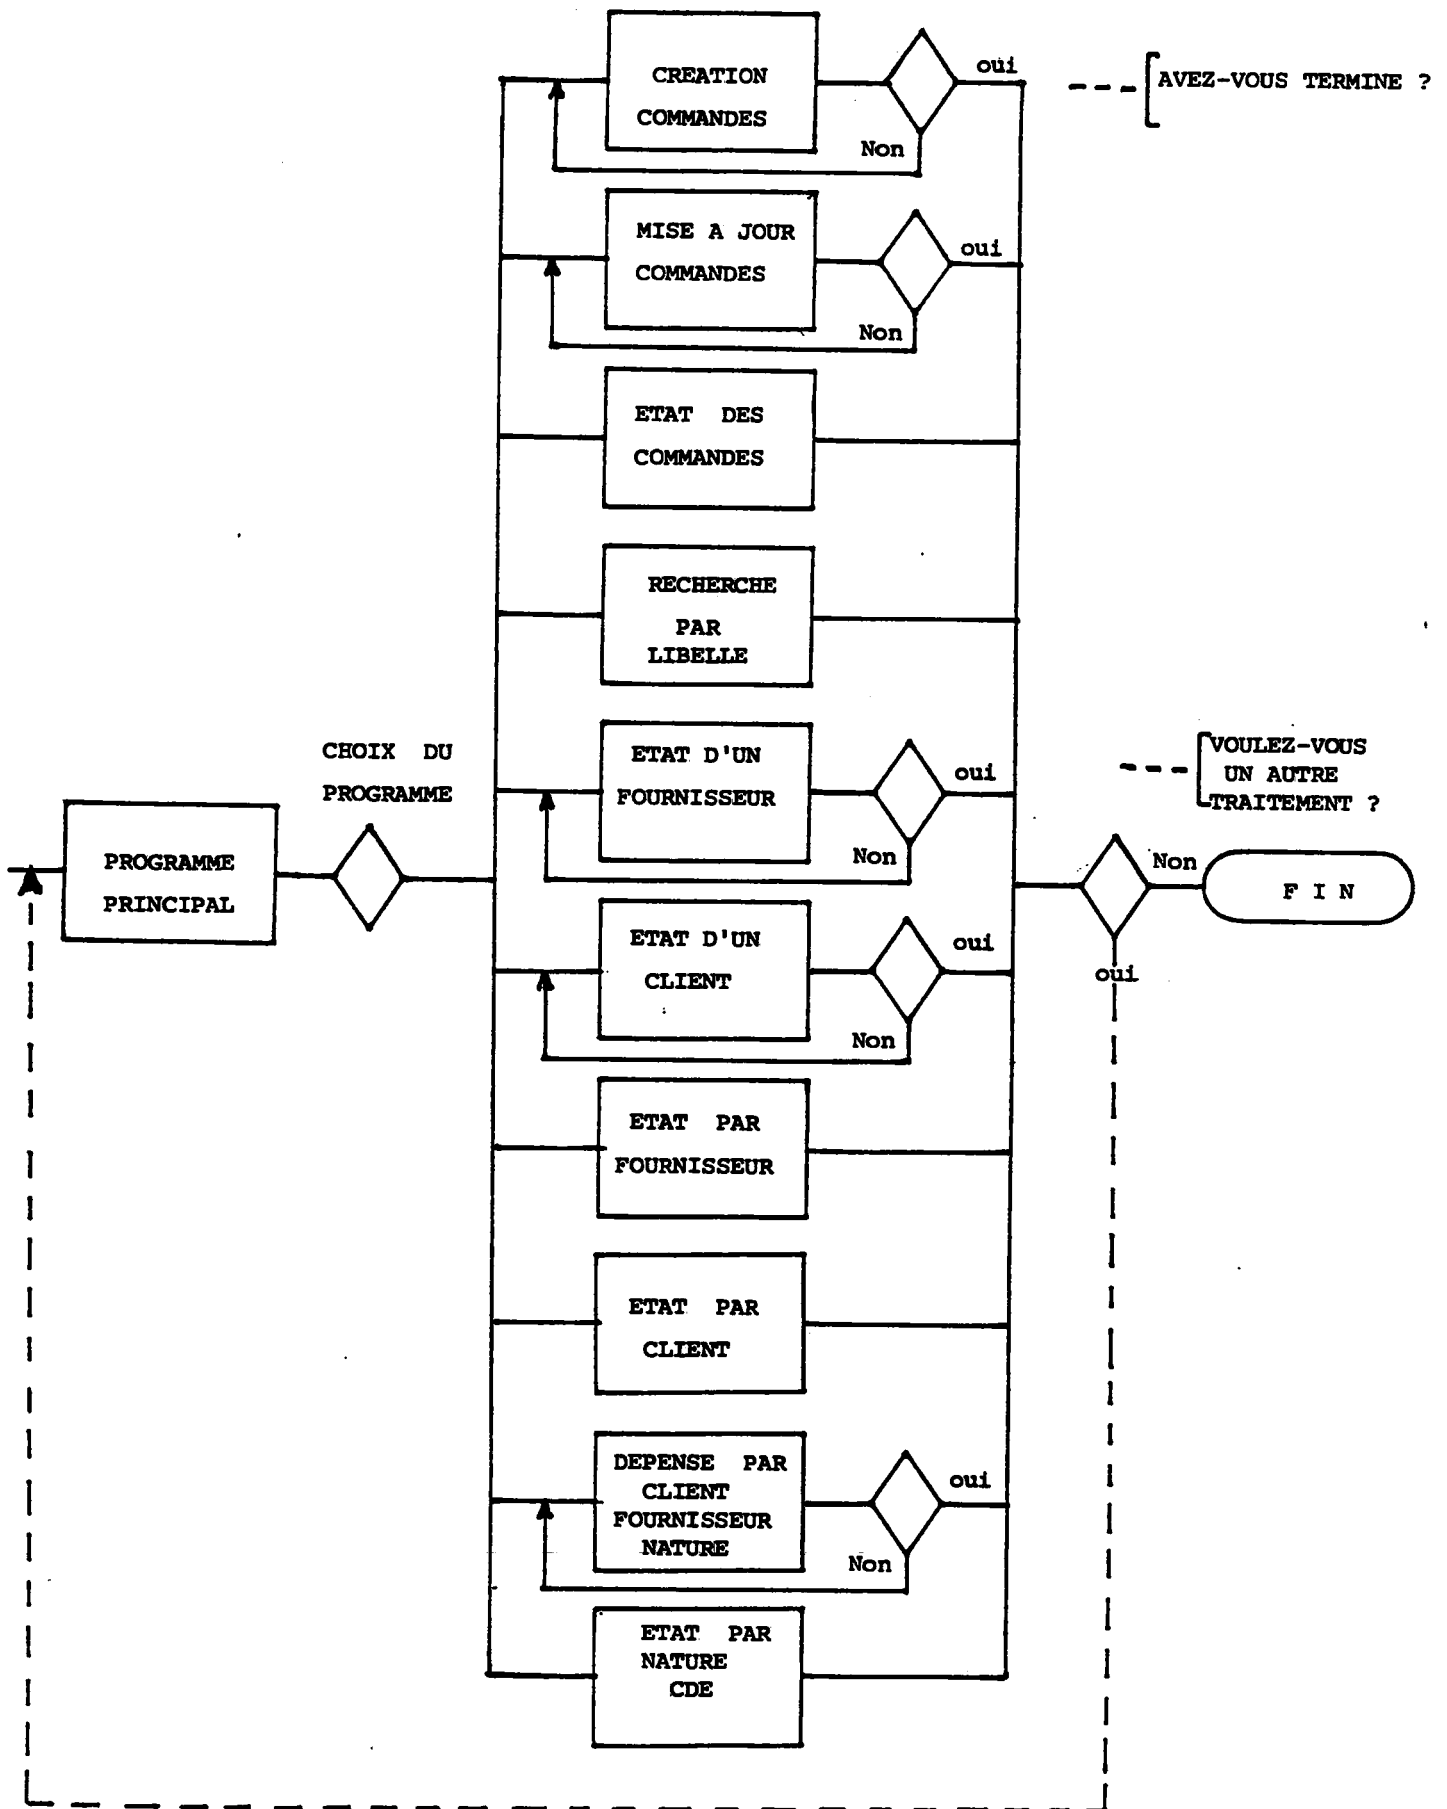 CREATION
COMMANDES
oui
Non
AVEZ-VOUS TERMINE ?
MISE A JOUR
COMMANDES
oui
Non
ETAT DES
COMMANDES
RECHERCHE
PAR
LIBELLE
CHOIX DU
PROGRAMME
PROGRAMME
PRINCIPAL
ETAT D'UN
FOURNISSEUR
oui
Non
VOULEZ-VOUS
UN AUTRE
TRAITEMENT ?
Non
F I N
oui
ETAT D'UN
CLIENT
oui
Non
ETAT PAR
FOURNISSEUR
ETAT PAR
CLIENT
DEPENSE PAR
CLIENT
FOURNISSEUR
NATURE
oui
Non
ETAT PAR
NATURE
CDE